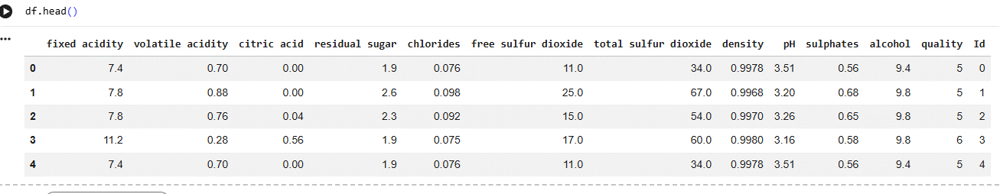 df.head()
...
fixed acidity volatile acidity citric acid residual sugar chlorides free sulfur dioxide total sulfur dioxide density pH sulphates alcohol quality Id
0 7.4 0.70 0.00 1.9 0.076 11.0 34.0 0.9978 3.51 0.56 9.4 5 0
1 7.8 0.88 0.00 2.6 0.098 25.0 67.0 0.9968 3.20 0.68 9.8 5 1
2 7.8 0.76 0.04 2.3 0.092 15.0 54.0 0.9970 3.26 0.65 9.8 5 2
3 11.2 0.28 0.56 1.9 0.075 17.0 60.0 0.9980 3.16 0.58 9.8 6 3
4 7.4 0.70 0.00 1.9 0.076 11.0 34.0 0.9978 3.51 0.56 9.4 5 4